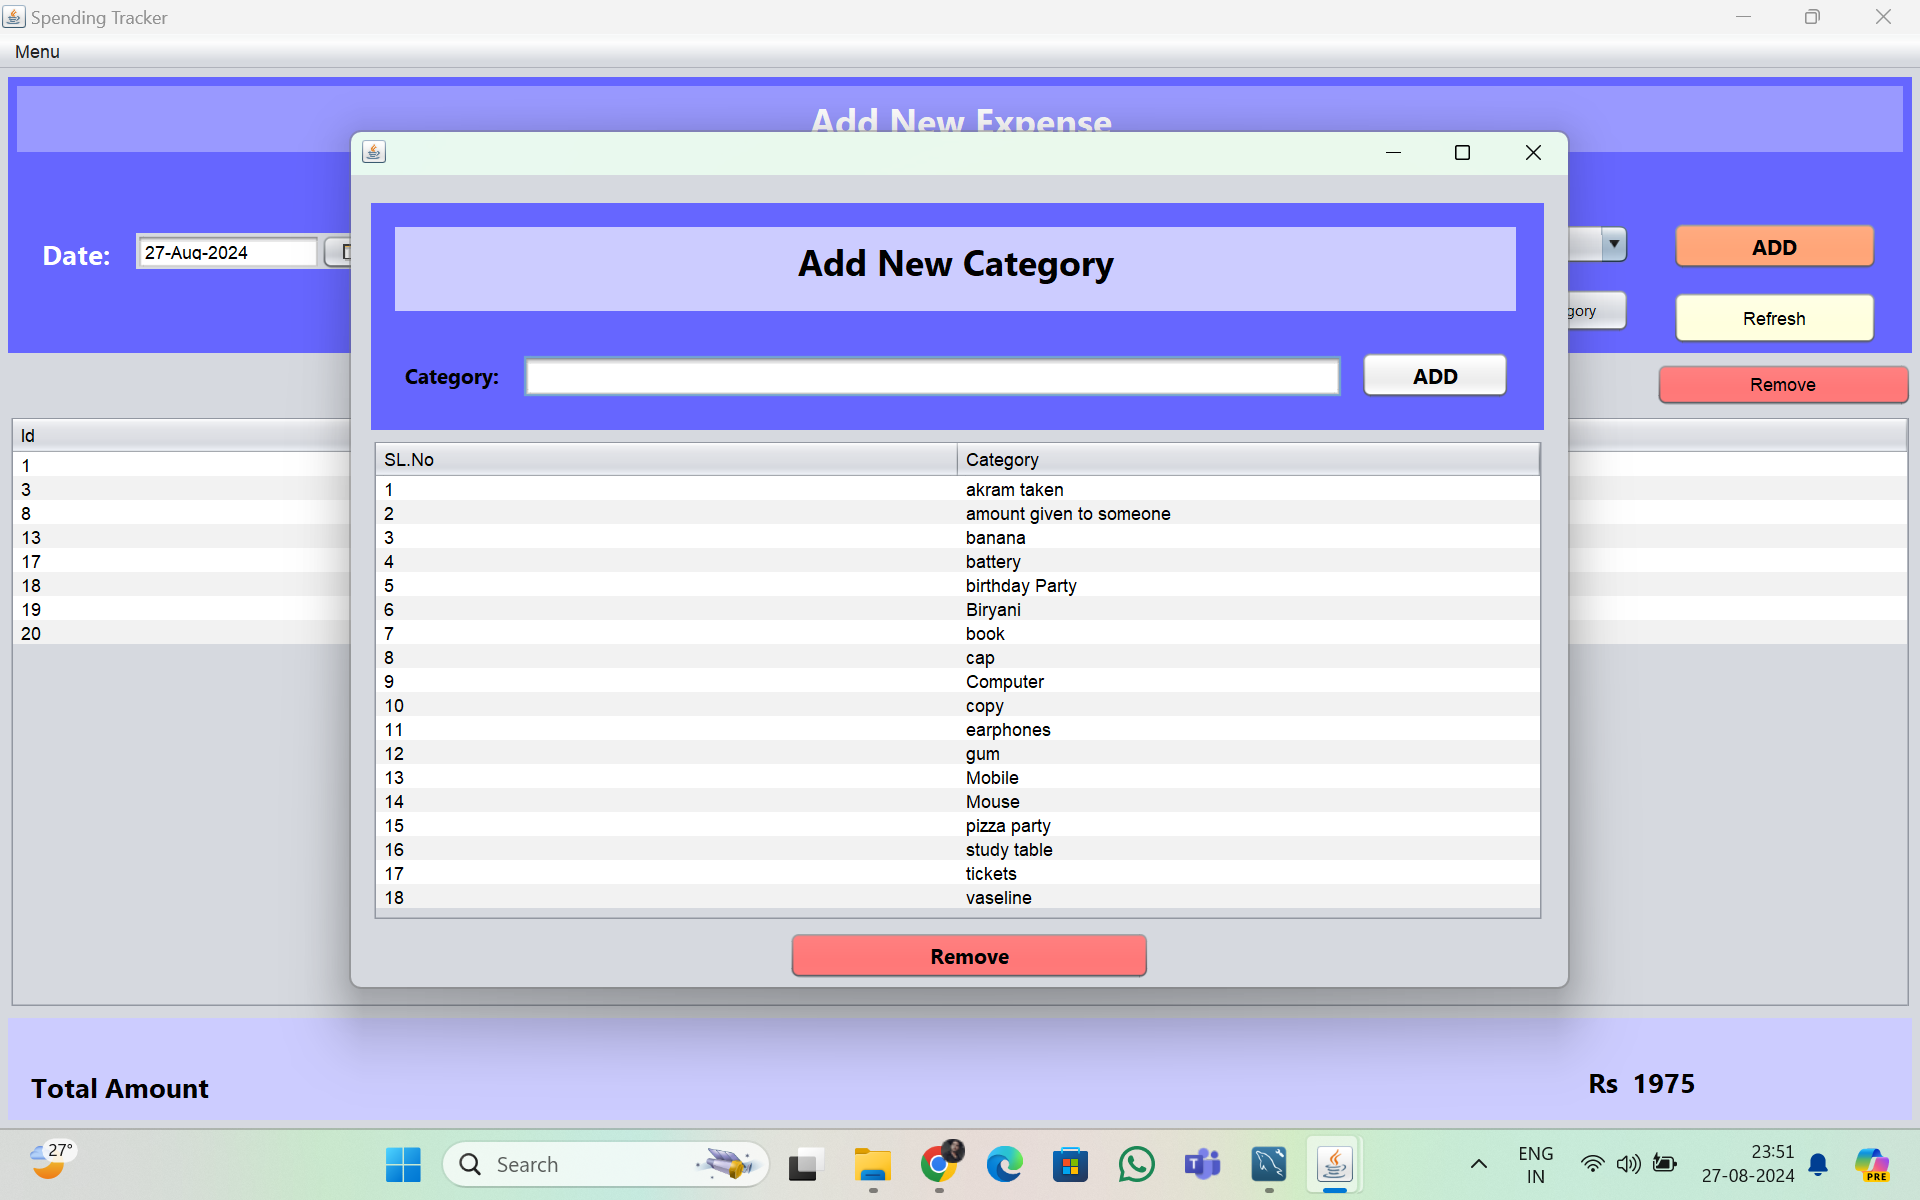 Spending Tracker
Menu
Add New Expense
Date: 27-Aug-2024
ADD
gory
Refresh
Remove
Add New Category
Category:
ADD
Id
1
3
8
13
17
18
19
20
SL.No Category
1 akram taken
2 amount given to someone
3 banana
4 battery
5 birthday Party
6 Biryani
7 book
8 cap
9 Computer
10 copy
11 earphones
12 gum
13 Mobile
14 Mouse
15 pizza party
16 study table
17 tickets
18 vaseline
Remove
Total Amount Rs 1975
27°
Search
ENG
IN
23:51
27-08-2024
PRE